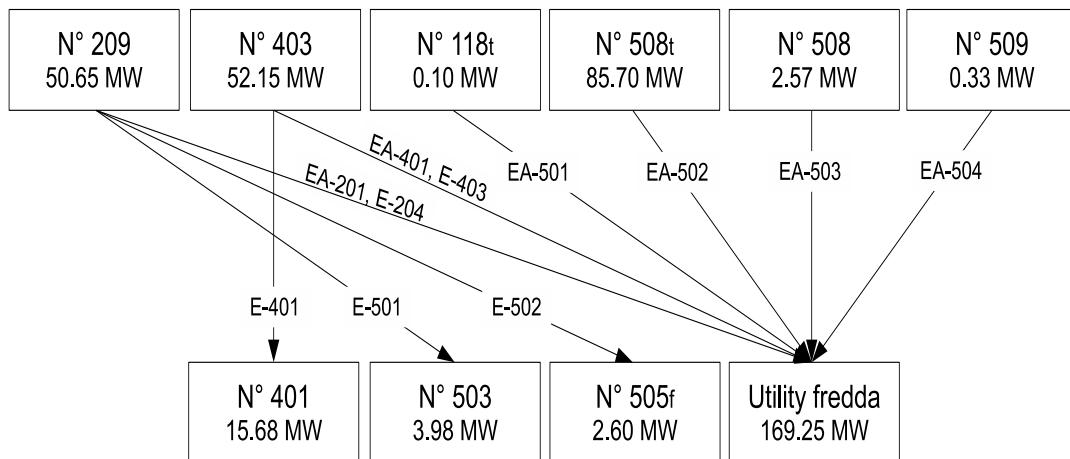 N° 209
50.65 MW
N° 403
52.15 MW
N° 118t
0.10 MW
N° 508t
85.70 MW
N° 508
2.57 MW
N° 509
0.33 MW
EA-401, E-403
EA-201, E-204
EA-501
EA-502
EA-503
EA-504
E-401
E-501
E-502
N° 401
15.68 MW
N° 503
3.98 MW
N° 505f
2.60 MW
Utility fredda
169.25 MW